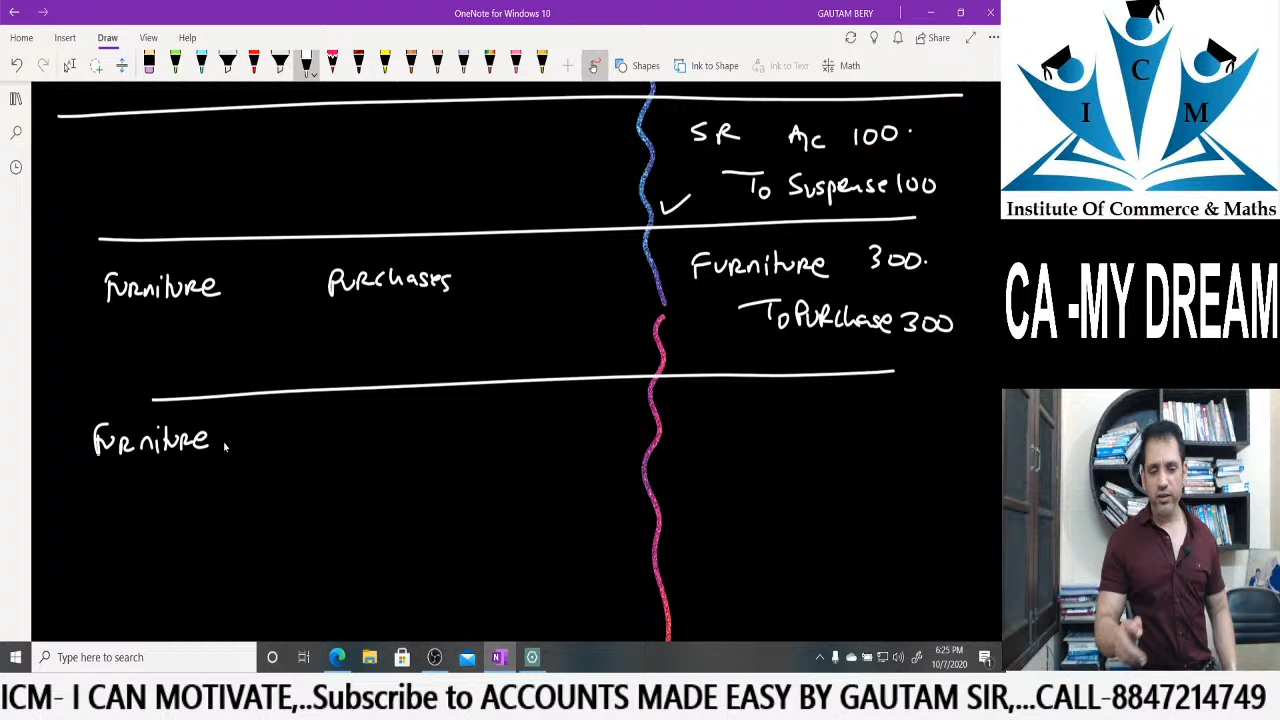 OneNote for Windows 10
GAUTAM BERY
Home Insert Draw View Help
Share
Shapes Ink to Shape Ink to Text Math
SR A/c 100.
To Suspense 100
Furniture Purchases
Furniture 300.
To Purchase 300
Furniture
C
I M
Institute Of Commerce & Maths
CA -MY DREAM
Type here to search
6:25 PM
10/7/2020
ICM- I CAN MOTIVATE,..Subscribe to ACCOUNTS MADE EASY BY GAUTAM SIR,...CALL-8847214749